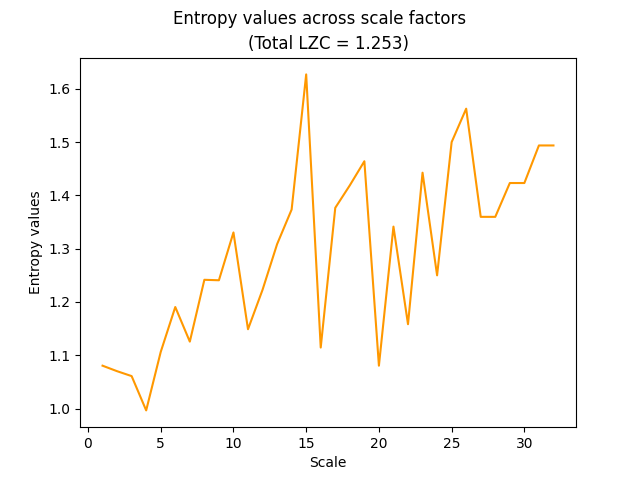 Entropy values across scale factors
(Total LZC = 1.253)
1.6
1.5
1.4
1.3
1.2
1.1
1.0
Entropy values
0 5 10 15 20 25 30
Scale